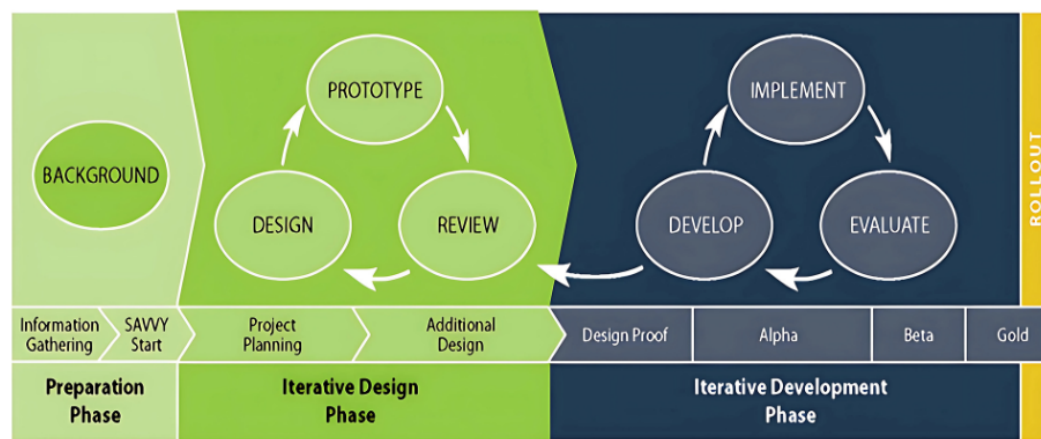 PROTOTYPE
IMPLEMENT
BACKGROUND
DESIGN
REVIEW
DEVELOP
EVALUATE
ROLLOUT
Information
Gathering
SAVVY
Start
Project
Planning
Additional
Design
Design Proof
Alpha
Beta
Gold
Preparation
Phase
Iterative Design
Phase
Iterative Development
Phase